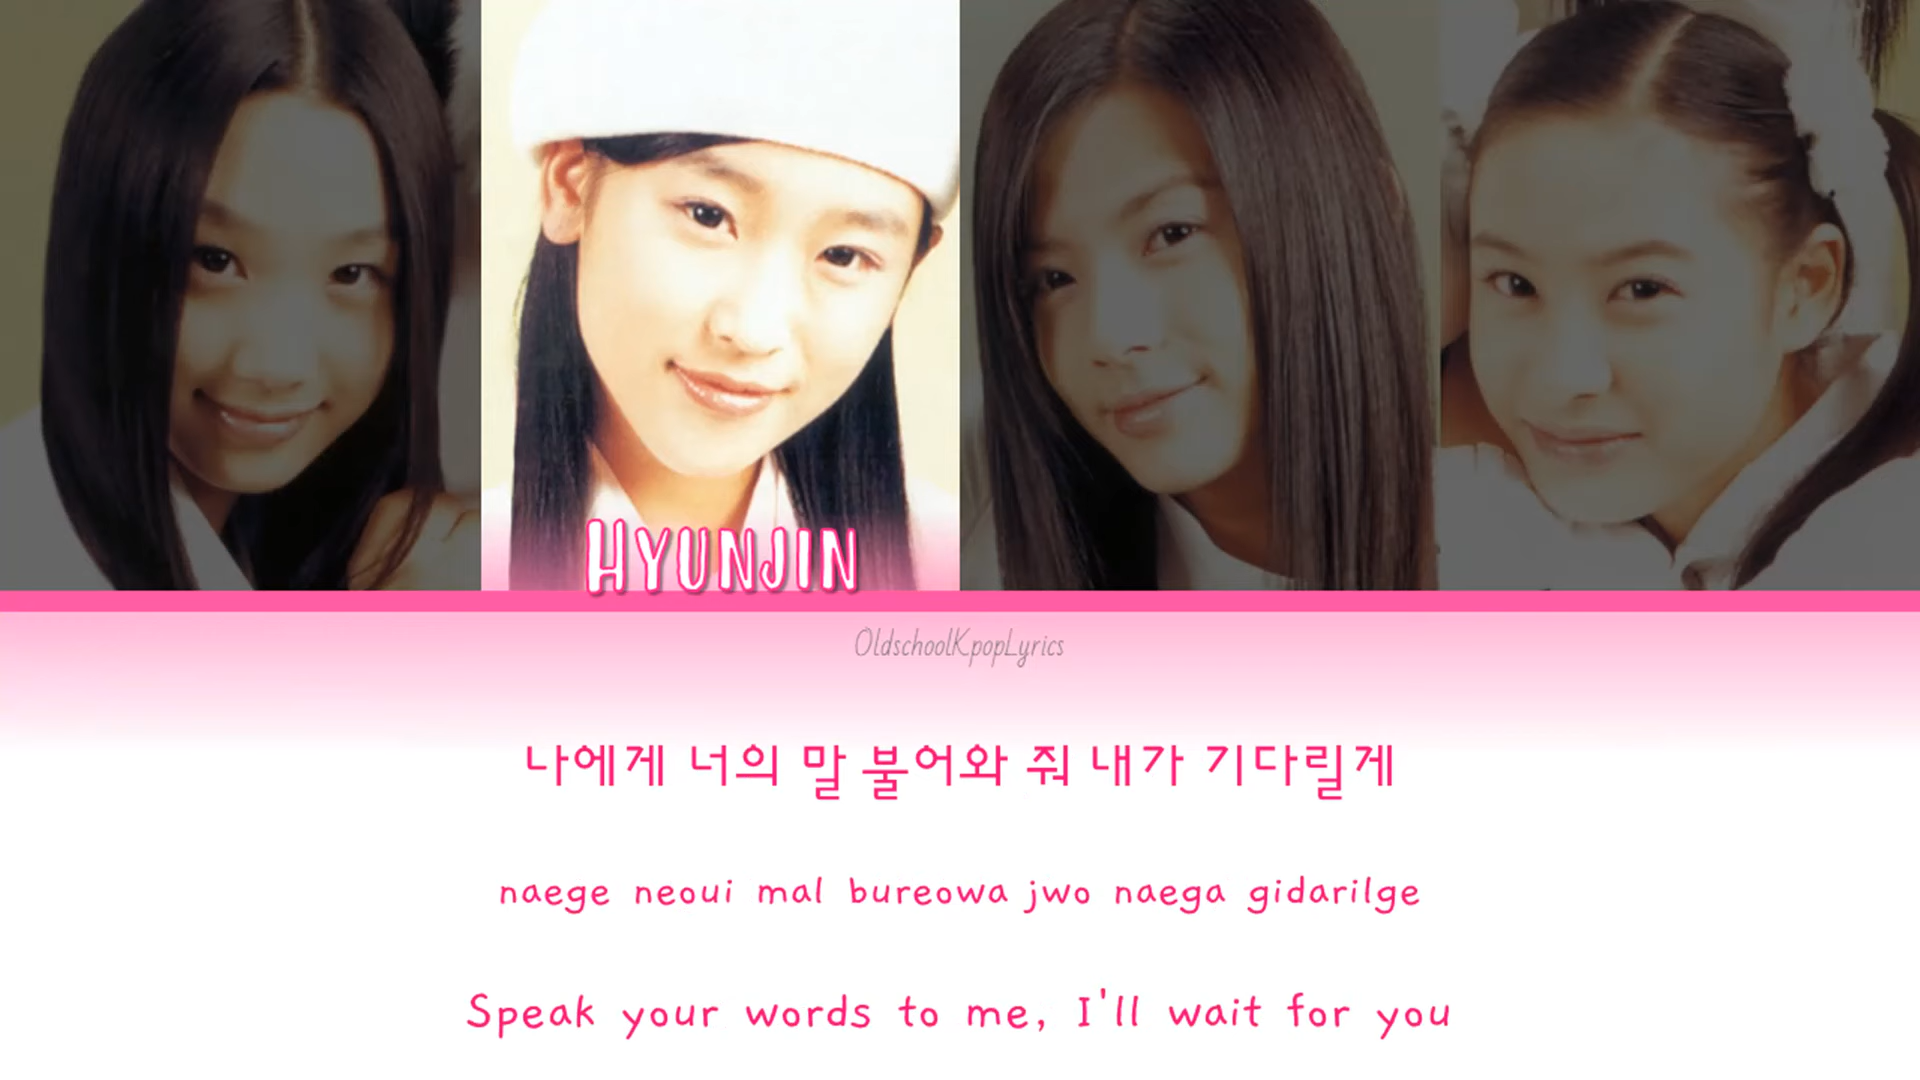 HYUNJIN
OldschoolKpopLyrics
나에게 너의 말 불어와 줘 내가 기다릴게
naege neoui mal bureowa jwo naega gidarilge
Speak your words to me, I'll wait for you